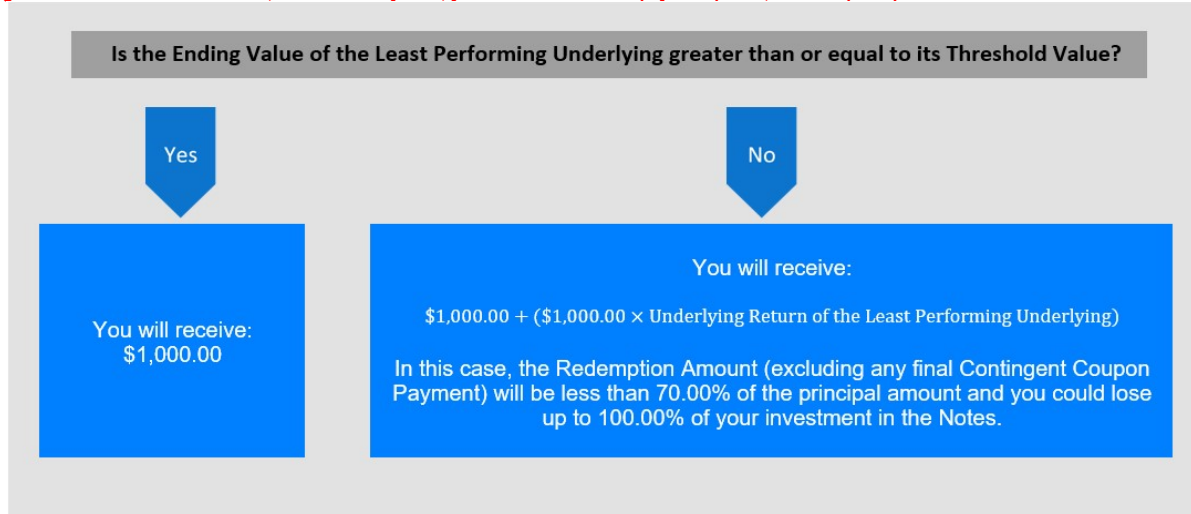 Is the Ending Value of the Least Performing Underlying greater than or equal to its Threshold Value?
Yes
No
You will receive:
$1,000.00
You will receive:
$1,000.00 + ($1,000.00 × Underlying Return of the Least Performing Underlying)
In this case, the Redemption Amount (excluding any final Contingent Coupon
Payment) will be less than 70.00% of the principal amount and you could lose
up to 100.00% of your investment in the Notes.